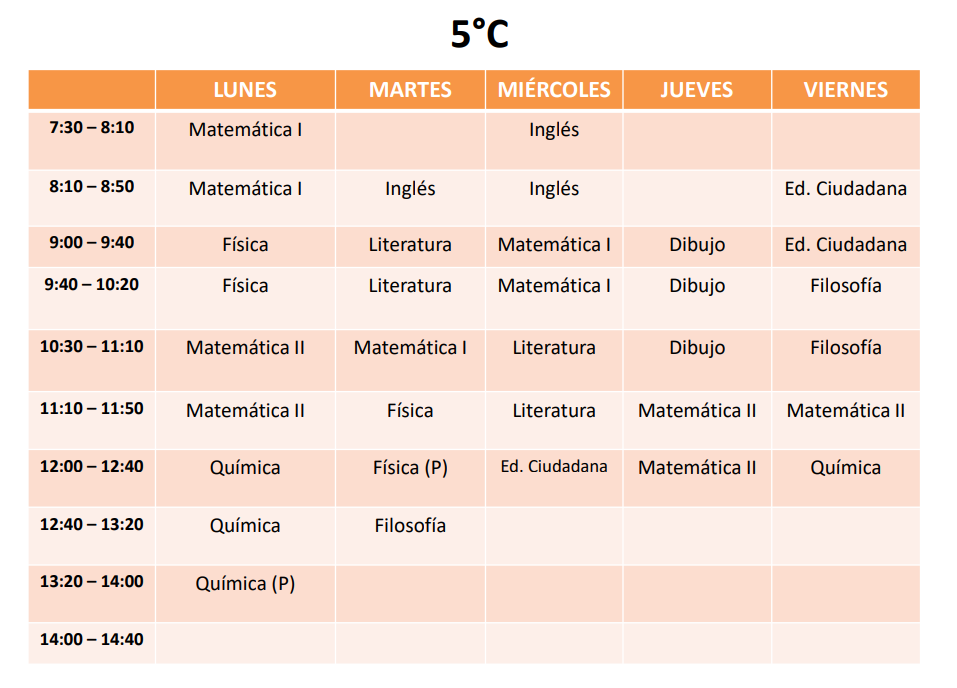 5°C
LUNES MARTES MIÉRCOLES JUEVES VIERNES
7:30 – 8:10 Matemática I Inglés
8:10 – 8:50 Matemática I Inglés Inglés Ed. Ciudadana
9:00 – 9:40 Física Literatura Matemática I Dibujo Ed. Ciudadana
9:40 – 10:20 Física Literatura Matemática I Dibujo Filosofía
10:30 – 11:10 Matemática II Matemática I Literatura Dibujo Filosofía
11:10 – 11:50 Matemática II Física Literatura Matemática II Matemática II
12:00 – 12:40 Química Física (P) Ed. Ciudadana Matemática II Química
12:40 – 13:20 Química Filosofía
13:20 – 14:00 Química (P)
14:00 – 14:40